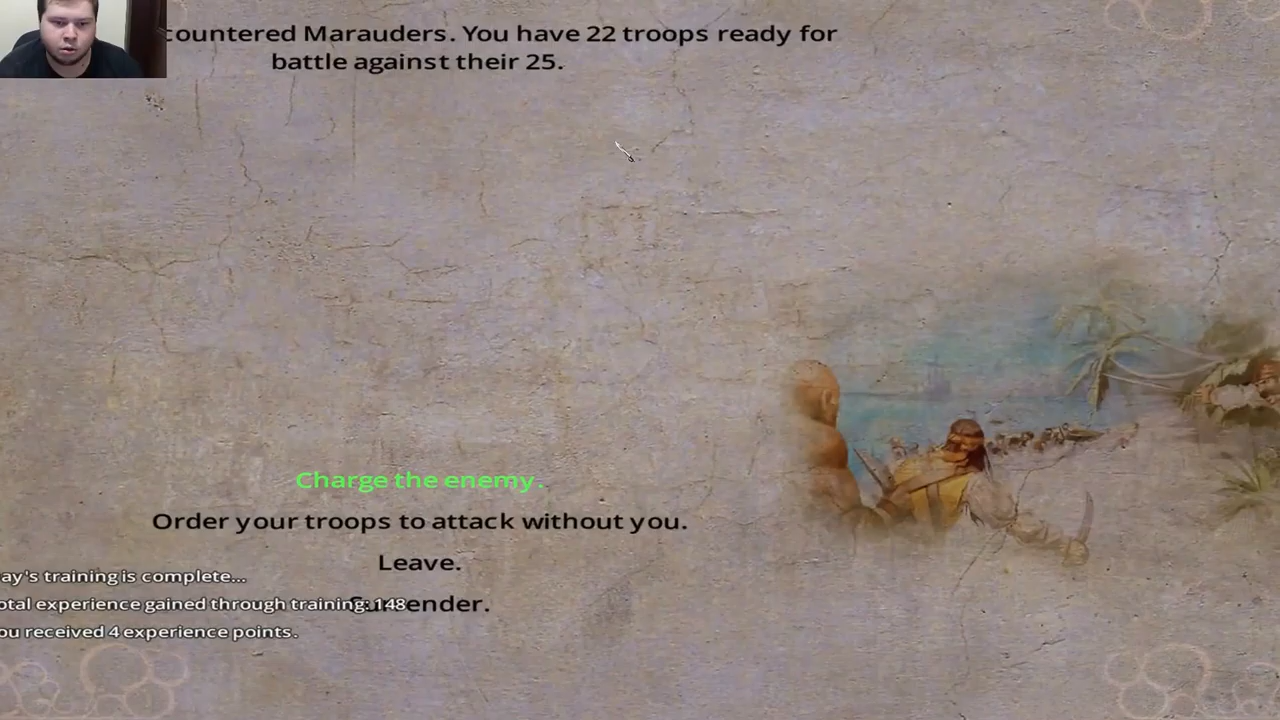 countered Marauders. You have 22 troops ready for
battle against their 25.
Charge the enemy.
Order your troops to attack without you.
Leave.
ay's training is complete...
otal experience gained through training: 148
ender.
ou received 4 experience points.